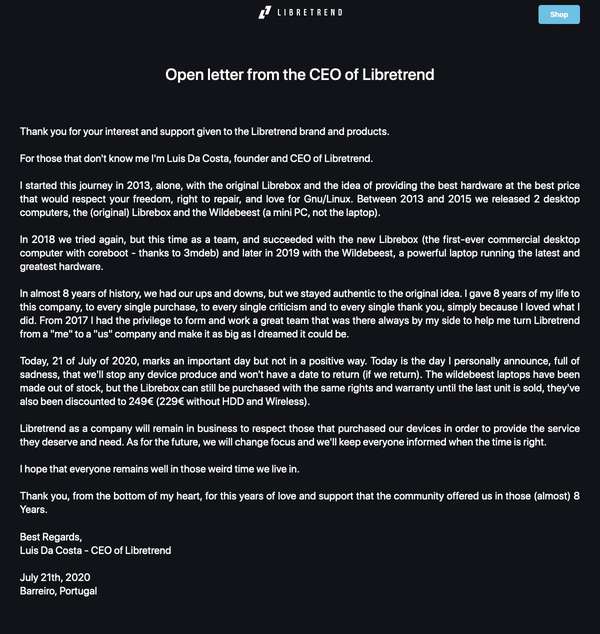 LIBRETREND
Shop
Open letter from the CEO of Libretrend
Thank you for your interest and support given to the Libretrend brand and products.
For those that don't know me I'm Luis Da Costa, founder and CEO of Libretrend.
I started this journey in 2013, alone, with the original Librebox and the idea of providing the best hardware at the best price
that would respect your freedom, right to repair, and love for Gnu/Linux. Between 2013 and 2015 we released 2 desktop
computers, the (original) Librebox and the Wildebeest (a mini PC, not the laptop).
In 2018 we tried again, but this time as a team, and succeeded with the new Librebox (the first-ever commercial desktop
computer with coreboot - thanks to 3mdeb) and later in 2019 with the Wildebeest, a powerful laptop running the latest and
greatest hardware.
In almost 8 years of history, we had our ups and downs, but we stayed authentic to the original idea. I gave 8 years of my life to
this company, to every single purchase, to every single criticism and to every single thank you, simply because I loved what I
did. From 2017 I had the privilege to form and work a great team that was there always by my side to help me turn Libretrend
from a "me" to a "us" company and make it as big as I dreamed it could be.
Today, 21 of July of 2020, marks an important day but not in a positive way. Today is the day I personally announce, full of
sadness, that we'll stop any device produce and won't have a date to return (if we return). The wildebeest laptops have been
made out of stock, but the Librebox can still be purchased with the same rights and warranty until the last unit is sold, they've
also been discounted to 249€ (229€ without HDD and Wireless).
Libretrend as a company will remain in business to respect those that purchased our devices in order to provide the service
they deserve and need. As for the future, we will change focus and we'll keep everyone informed when the time is right.
I hope that everyone remains well in those weird time we live in.
Thank you, from the bottom of my heart, for this years of love and support that the community offered us in those (almost) 8
Years.
Best Regards,
Luis Da Costa - CEO of Libretrend
July 21th, 2020
Barreiro, Portugal